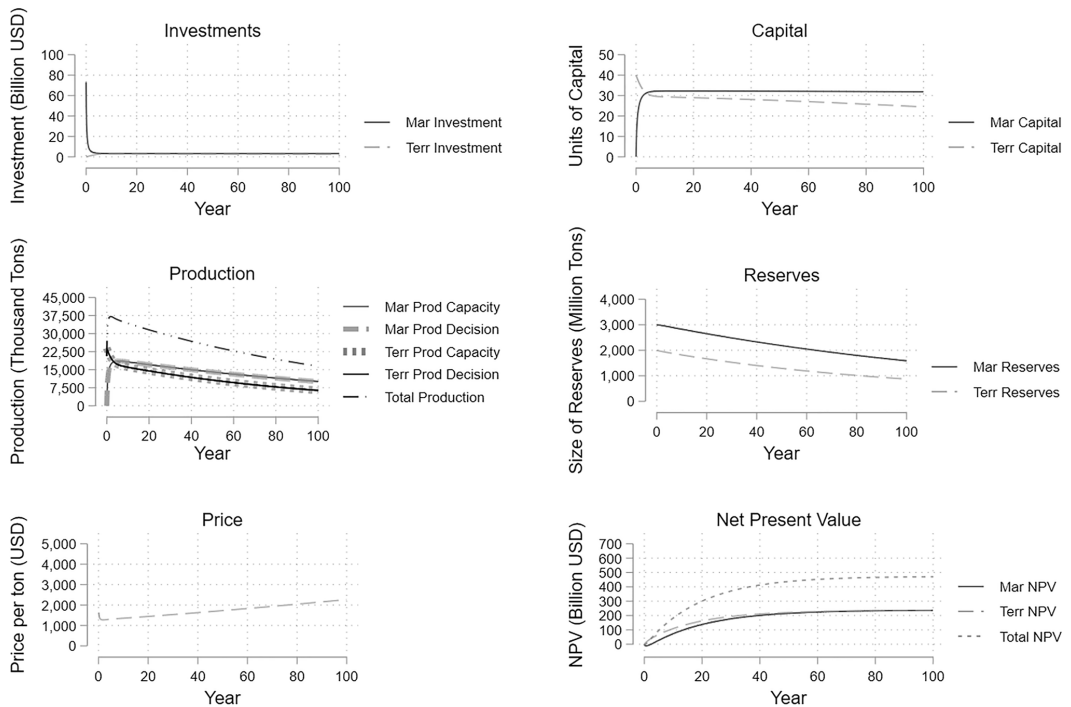 Investments
Investment (Billion USD)
100
80
60
40
20
0
0 20 40 60 80 100
Year
Mar Investment
Terr Investment
Capital
Units of Capital
50
40
30
20
10
0
0 20 40 60 80 100
Year
Mar Capital
Terr Capital
Production
Production (Thousand Tons)
45,000
37,500
30,000
22,500
15,000
7,500
0
0 20 40 60 80 100
Year
Mar Prod Capacity
Mar Prod Decision
Terr Prod Capacity
Terr Prod Decision
Total Production
Reserves
Size of Reserves (Million Tons)
4,000
3,000
2,000
1,000
0
0 20 40 60 80 100
Year
Mar Reserves
Terr Reserves
Price
Price per ton (USD)
5,000
4,000
3,000
2,000
1,000
0
0 20 40 60 80 100
Year
Net Present Value
NPV (Billion USD)
700
600
500
400
300
200
100
0
0 20 40 60 80 100
Year
Mar NPV
Terr NPV
Total NPV